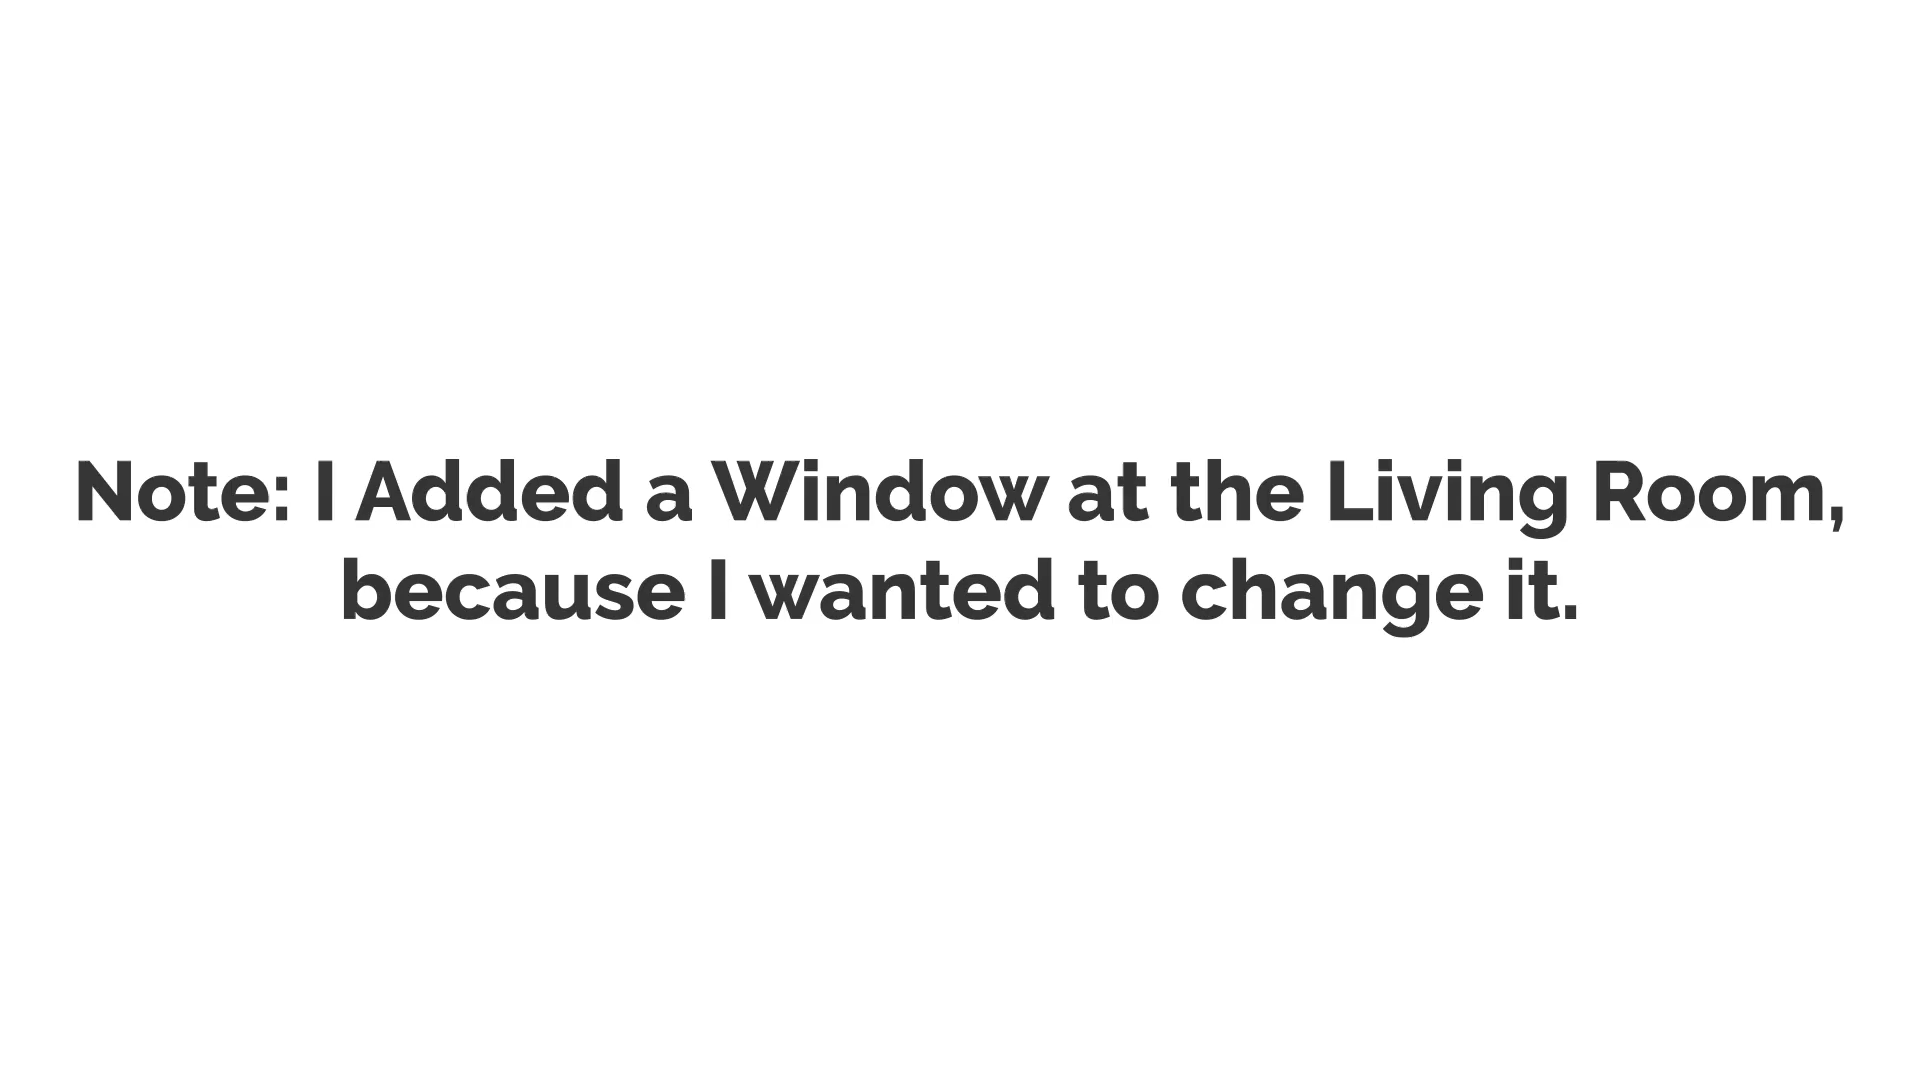 Note: I Added a Window at the Living Room,
because I wanted to change it.